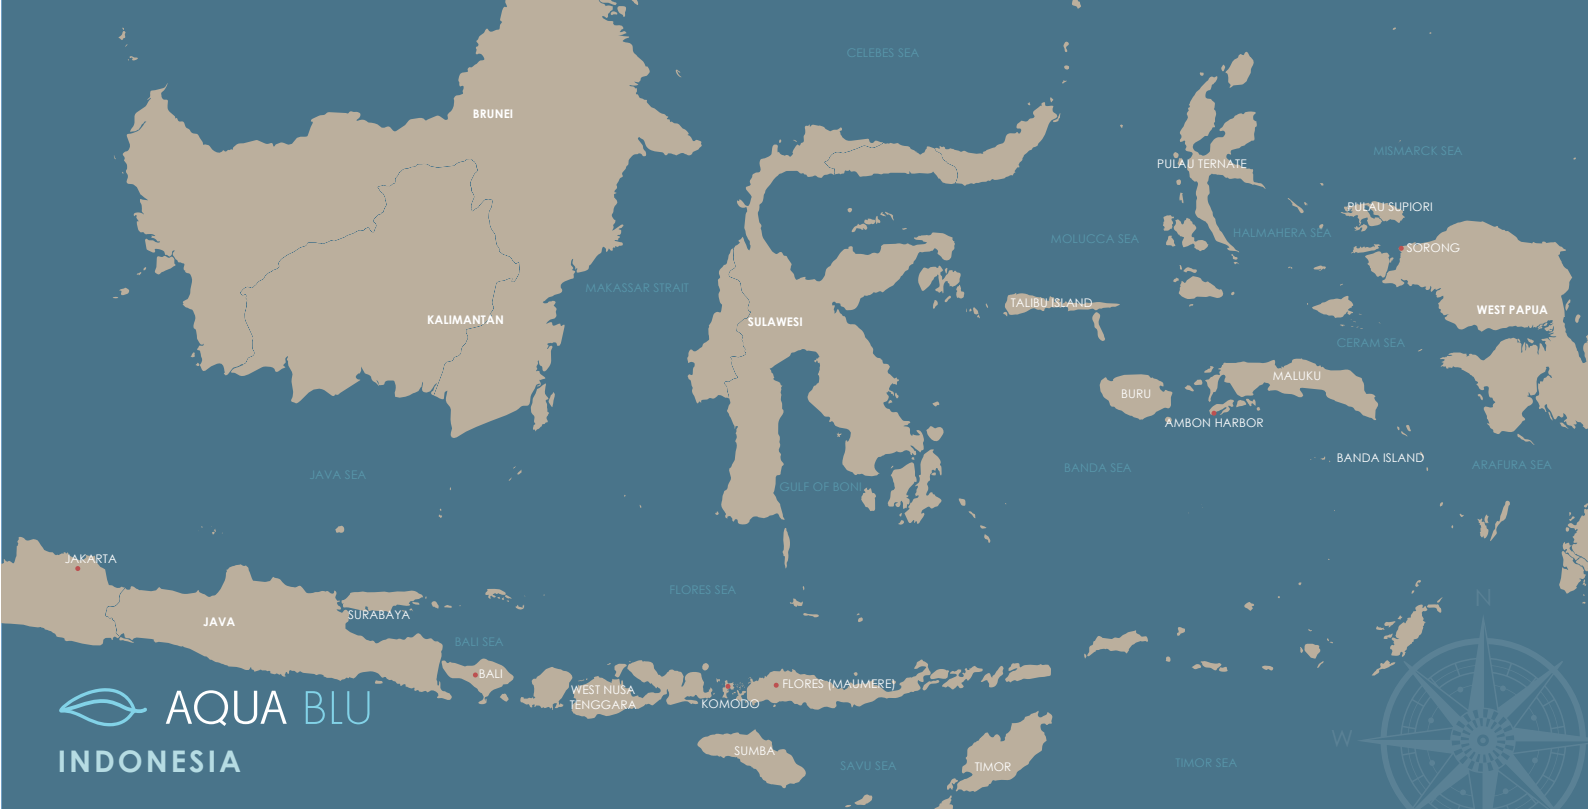 CELEBES SEA
BRUNEI
MISMARCK SEA
PULAU TERNATE
PULAU SUPIORI
HALMAHERA SEA
MOLUCCA SEA
SORONG
MAKASSAR STRAIT
TALIBU ISLAND
WEST PAPUA
KALIMANTAN
SULAWESI
CERAM SEA
MALUKU
BURU
AMBON HARBOR
BANDA ISLAND
ARAFURA SEA
BANDA SEA
JAVA SEA
GULF OF BONI
JAKARTA
FLORES SEA
N
SURABAYA
JAVA
BALI SEA
BALI
FLORES (MAUMERE)
WEST NUSA
TENGGARA
KOMODO
AQUA BLU
W
SUMBA
INDONESIA
SAVU SEA
TIMOR
TIMOR SEA